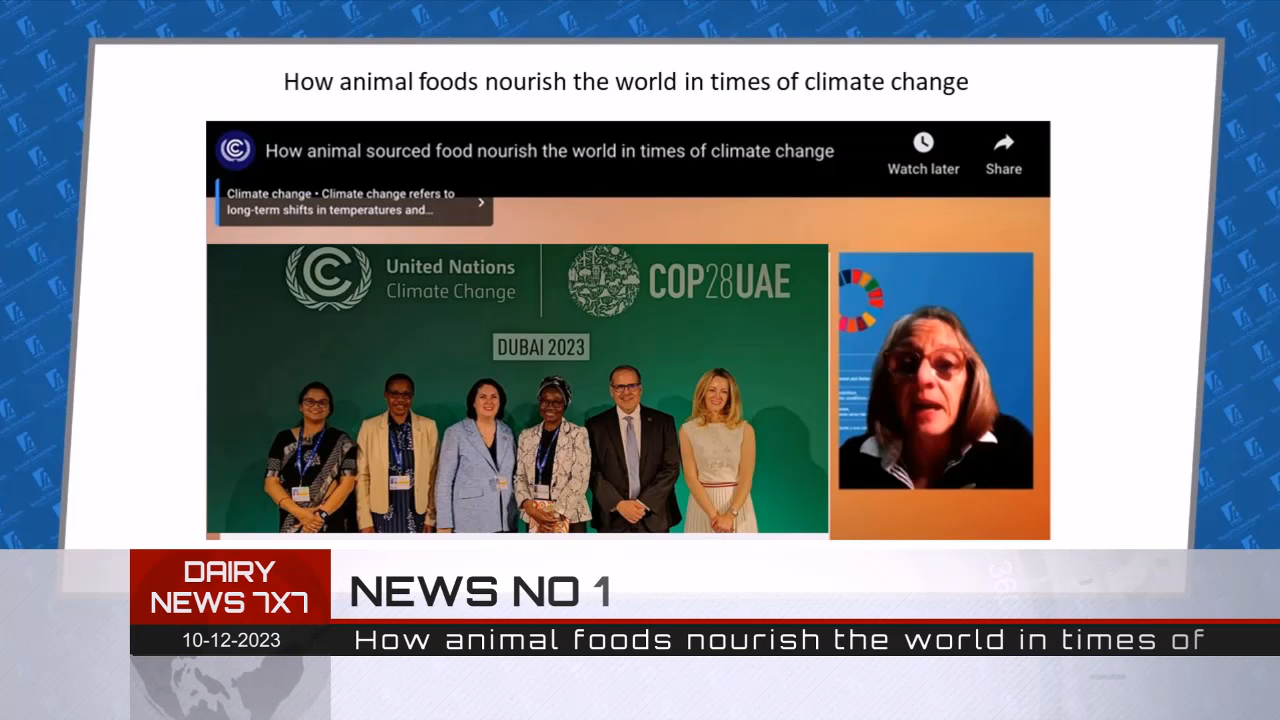 How animal foods nourish the world in times of climate change
How animal sourced food nourish the world in times of climate change
Watch later
Share
Climate change • Climate change refers to
long-term shifts in temperatures and...
United Nations
Climate Change
COP28UAE
DUBAI 2023
DAIRY
NEWS 7X7
NEWS NO 1
10-12-2023
How animal foods nourish the world in times of